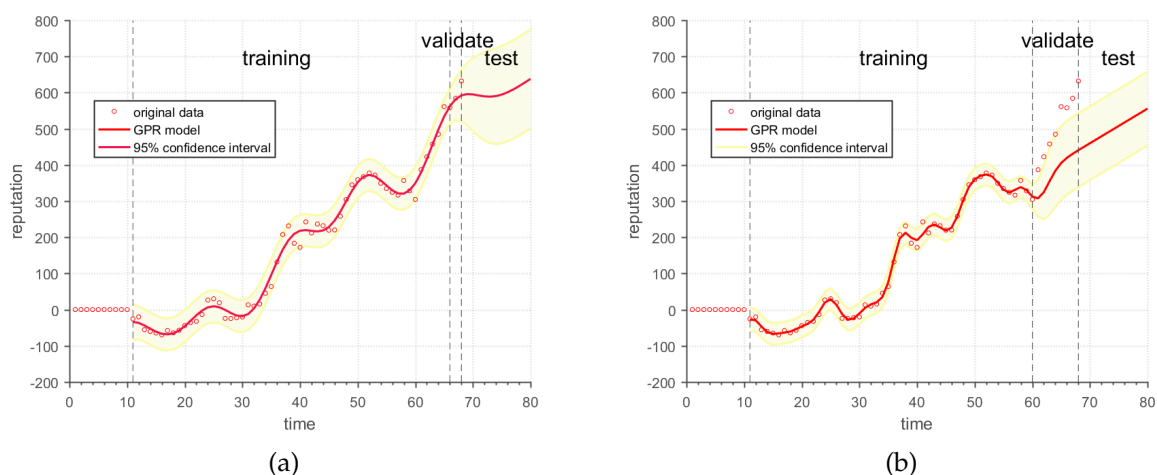 800
700
600
500
400
300
200
100
0
-100
-200
reputation
validate
training
test
original data
GPR model
95% confidence interval
0 10 20 30 40 50 60 70 80
time
(a)
800
700
600
500
400
300
200
100
0
-100
-200
reputation
validate
training
test
original data
GPR model
95% confidence interval
0 10 20 30 40 50 60 70 80
time
(b)